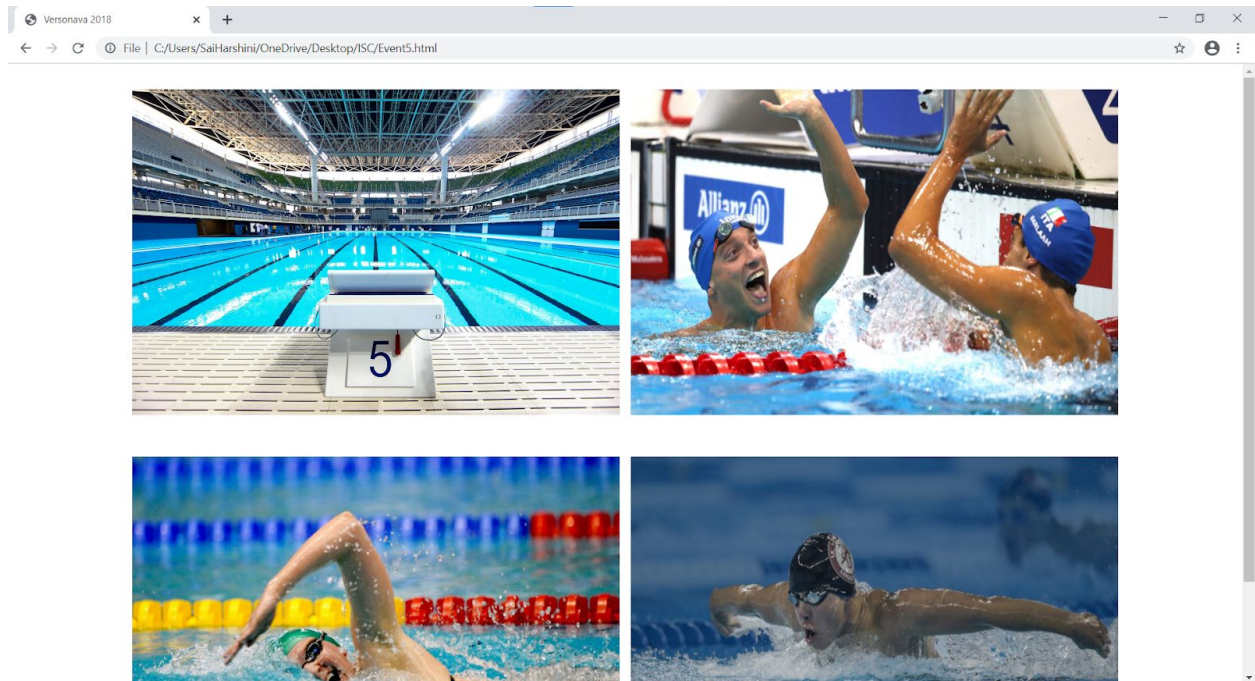 Versonava 2018
File | C:/Users/SaiHarshini/OneDrive/Desktop/ISC/Event5.html
Allianz
5
ITA